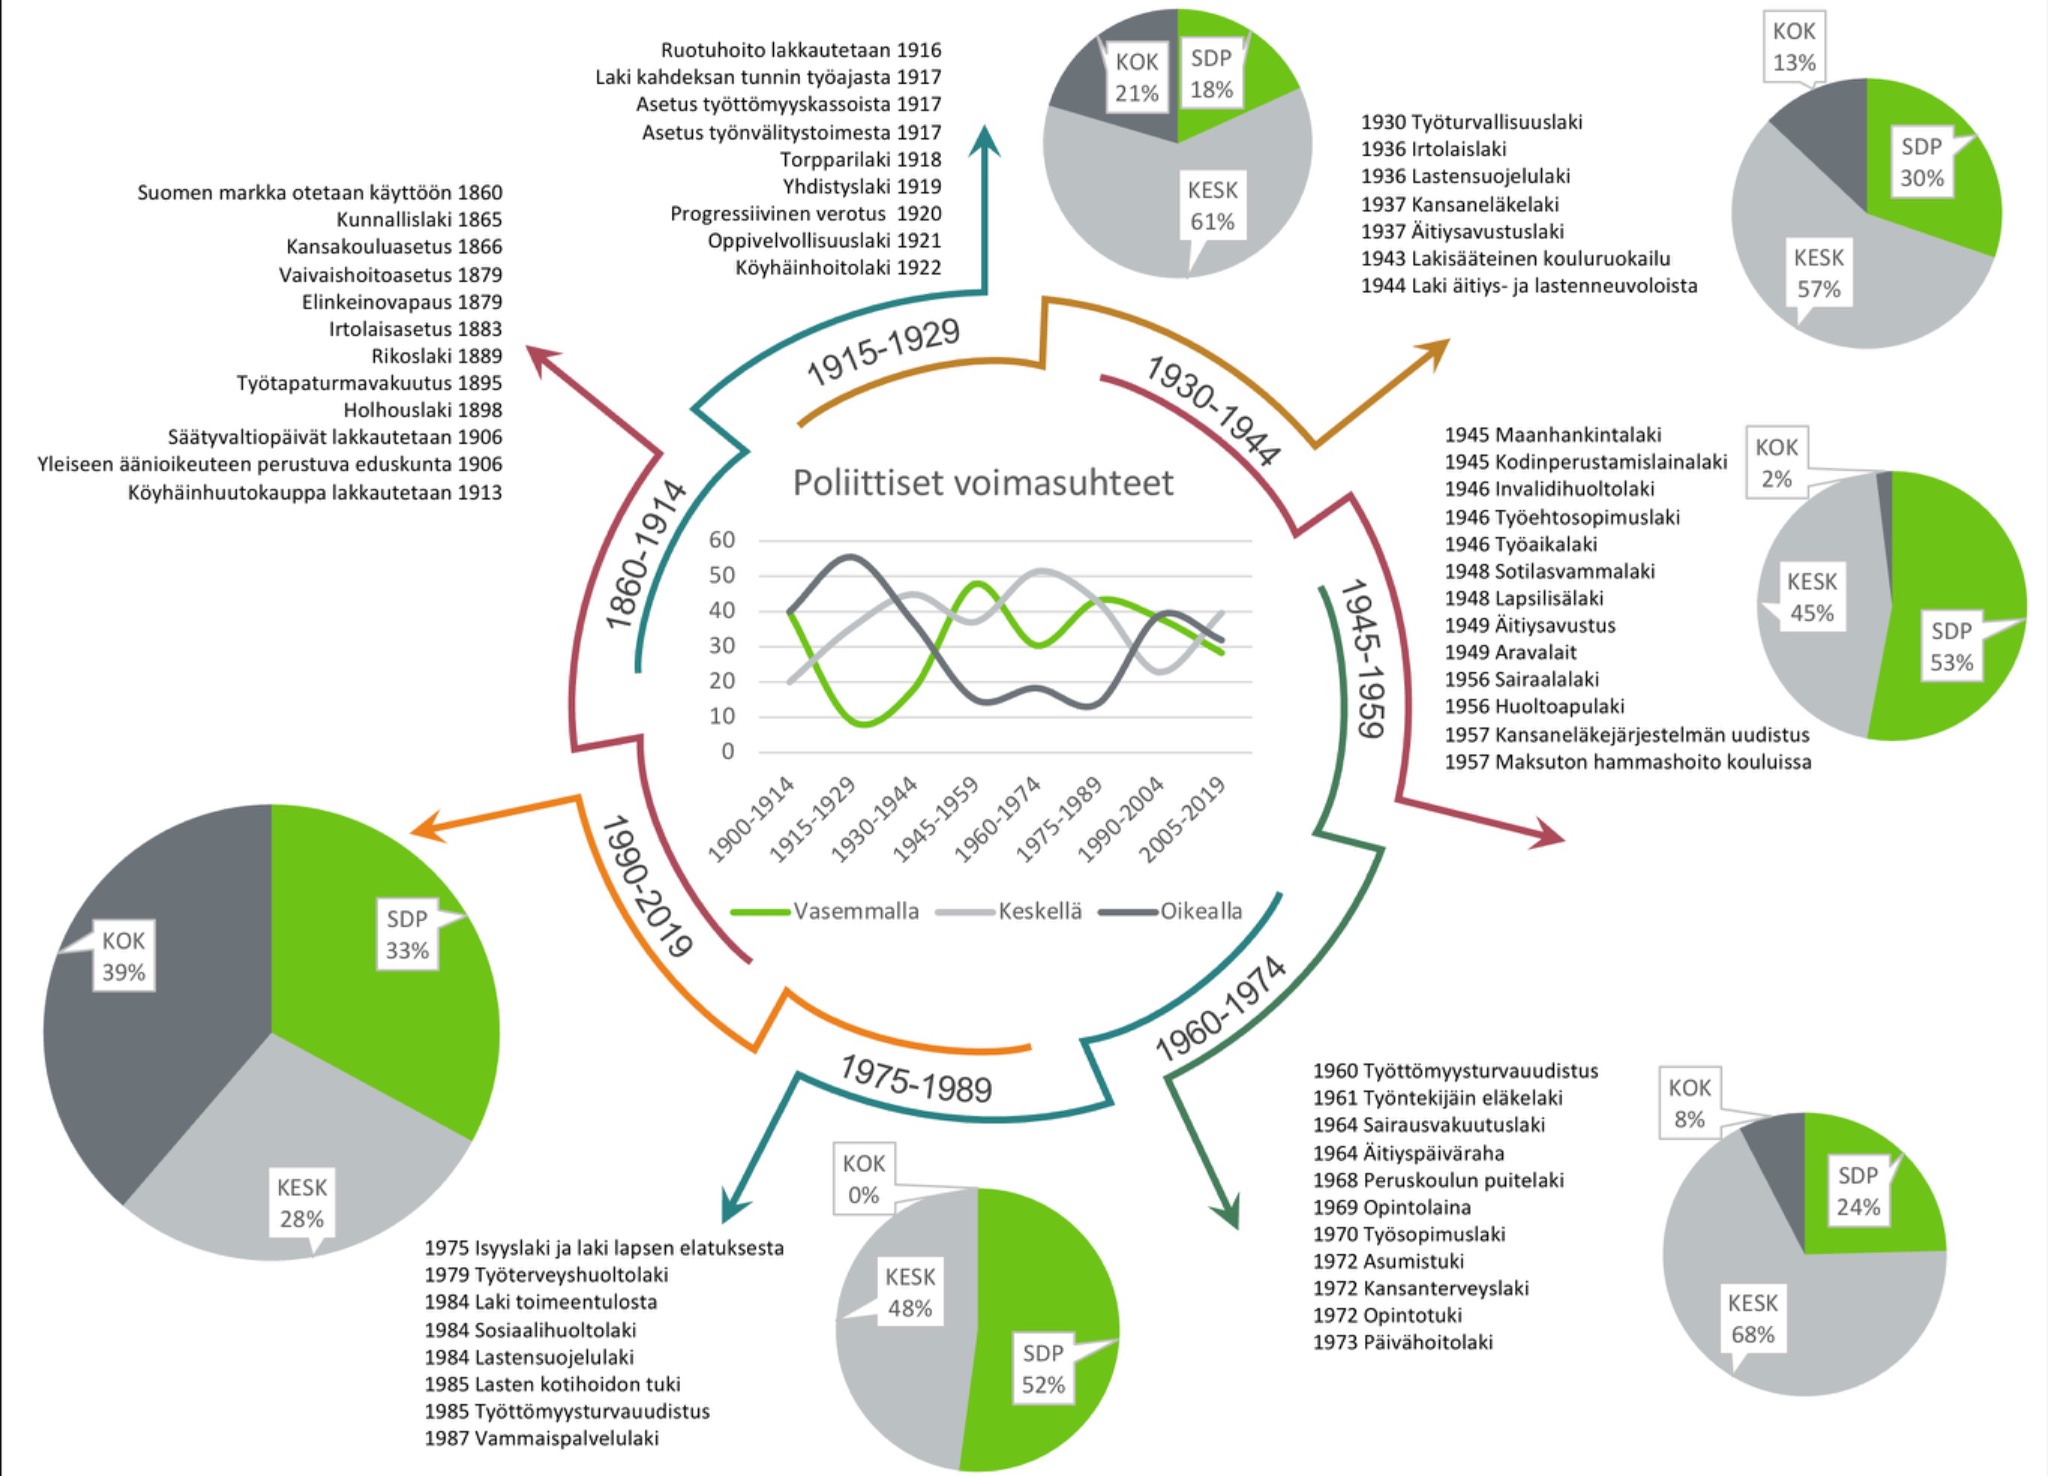 Suomen markka otetaan käyttöön 1860
Kunnallislaki 1865
Kansakouluasetus 1866
Vaivaishoitoasetus 1879
Elinkeinovapaus 1879
Irtolaisasetus 1883
Rikoslaki 1889
Työtapaturmavakuutus 1895
Holhouslaki 1898
Säätyvaltiopäivät lakkautetaan 1906
Yleiseen äänioikeuteen perustuva eduskunta 1906
Köyhäinhuutokauppa lakkautetaan 1913
Ruotuhoito lakkautetaan 1916
Laki kahdeksan tunnin työajasta 1917
Asetus työttömyyskassoista 1917
Asetus työnvälitystoimesta 1917
Torpparilaki 1918
Yhdistyslaki 1919
Progressiivinen verotus 1920
Oppivelvollisuuslaki 1921
Köyhäinhoitolaki 1922
KOK
21%
SDP
18%
KESK
61%
1930 Työturvallisuuslaki
1936 Irtolaislaki
1936 Lastensuojelulaki
1937 Kansaneläkelaki
1937 Äitiysavustuslaki
1943 Lakisääteinen kouluruokailu
1944 Laki äitiys- ja lastenneuvoloista
KOK
13%
SDP
30%
KESK
57%
1945 Maanhankintalaki
1945 Kodinperustamislainalaki
1946 Invalidihuoltolaki
1946 Työehtosopimuslaki
1946 Työaikalaki
1948 Sotilasvammalaki
1948 Lapsilisälaki
1949 Äitiysavustus
1949 Aravalait
1956 Sairaalalaki
1956 Huoltoapulaki
1957 Kansaneläkejärjestelmän uudistus
1957 Maksuton hammashoito kouluissa
KOK
2%
KESK
45%
SDP
53%
1860-1914
1915-1929
1930-1944
1945-1959
1960-1974
1975-1989
1990-2019
Poliittiset voimasuhteet
60
50
40
30
20
10
0
1900-1914
1915-1929
1930-1944
1945-1959
1960-1974
1975-1989
1990-2004
2005-2019
Vasemmalla
Keskellä
Oikealla
KOK
39%
SDP
33%
KESK
28%
1975 Isyyslaki ja laki lapsen elatuksesta
1979 Työterveyshuoltolaki
1984 Laki toimeentulosta
1984 Sosiaalihuoltolaki
1984 Lastensuojelulaki
1985 Lasten kotihoidon tuki
1985 Työttömyysturvauudistus
1987 Vammaispalvelulaki
KOK
0%
KESK
48%
SDP
52%
1960 Työttömyysturvauudistus
1961 Työntekijäin eläkelaki
1964 Sairausvakuutuslaki
1964 Äitiyspäiväraha
1968 Peruskoulun puitelaki
1969 Opintolaina
1970 Työsopimuslaki
1972 Asumistuki
1972 Kansanterveyslaki
1972 Opintotuki
1973 Päivähoitolaki
KOK
8%
SDP
24%
KESK
68%